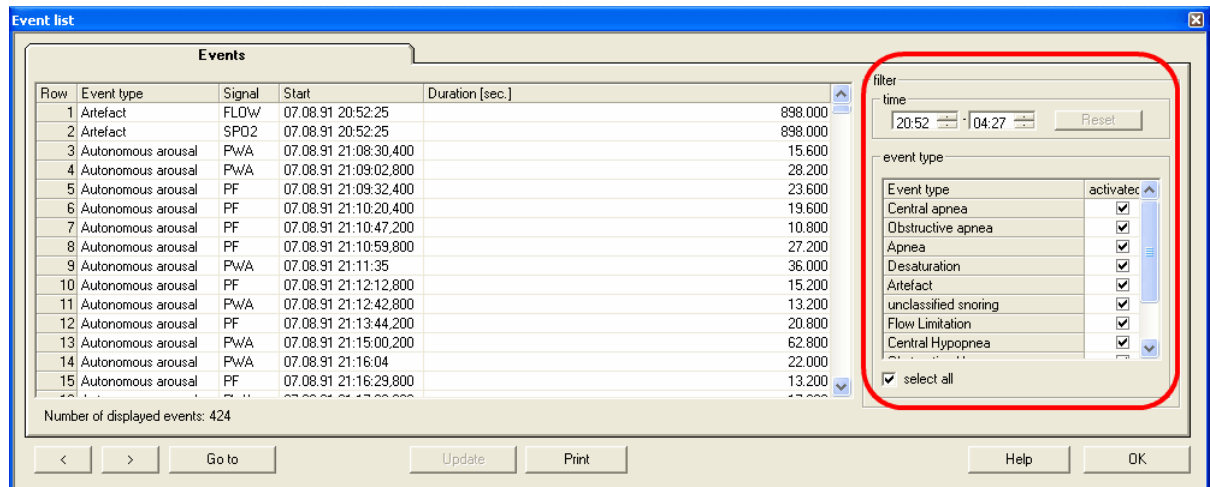 Event list
Events
Row Event type Signal Start Duration [sec.]
1 Artefact FLOW 07.08.91 20:52:25 898.000
2 Artefact SPO2 07.08.91 20:52:25 898.000
3 Autonomous arousal PWA 07.08.91 21:08:30,400 15.600
4 Autonomous arousal PWA 07.08.91 21:09:02,800 28.200
5 Autonomous arousal PF 07.08.91 21:09:32,400 23.600
6 Autonomous arousal PF 07.08.91 21:10:20,400 19.600
7 Autonomous arousal PF 07.08.91 21:10:47,200 10.800
8 Autonomous arousal PF 07.08.91 21:10:59,800 27.200
9 Autonomous arousal PWA 07.08.91 21:11:35 36.000
10 Autonomous arousal PF 07.08.91 21:12:12,800 15.200
11 Autonomous arousal PWA 07.08.91 21:12:42,800 13.200
12 Autonomous arousal PF 07.08.91 21:13:44,200 20.800
13 Autonomous arousal PWA 07.08.91 21:15:00,200 62.800
14 Autonomous arousal PWA 07.08.91 21:16:04 22.000
15 Autonomous arousal PF 07.08.91 21:16:29,800 13.200
Number of displayed events: 424
filter
time
20:52 - 04:27 Reset
event type
Event type activated
Central apnea
Obstructive apnea
Apnea
Desaturation
Artefact
unclassified snoring
Flow Limitation
Central Hypopnea
select all
< > Go to Update Print Help OK